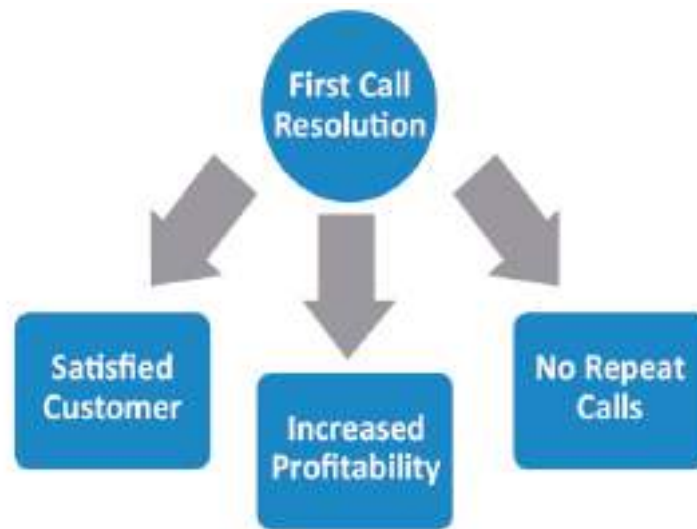 First Call
Resolution
Satisfied
Customer
Increased
Profitability
No Repeat
Calls